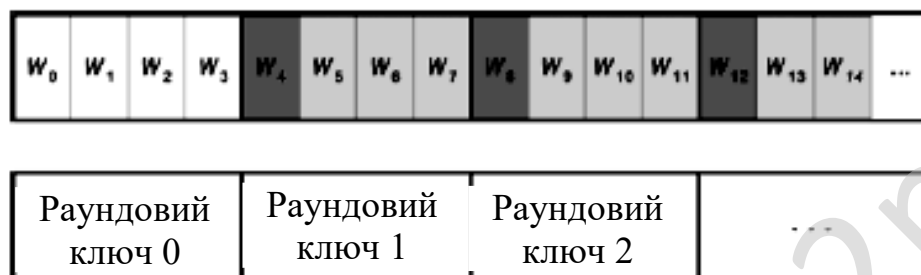 W₀ W₁ W₂ W₃ W₄ W₅ W₆ W₇ W₈ W₉ W₁₀ W₁₁ W₁₂ W₁₃ W₁₄ ...
Раундовий ключ 0
Раундовий ключ 1
Раундовий ключ 2
...